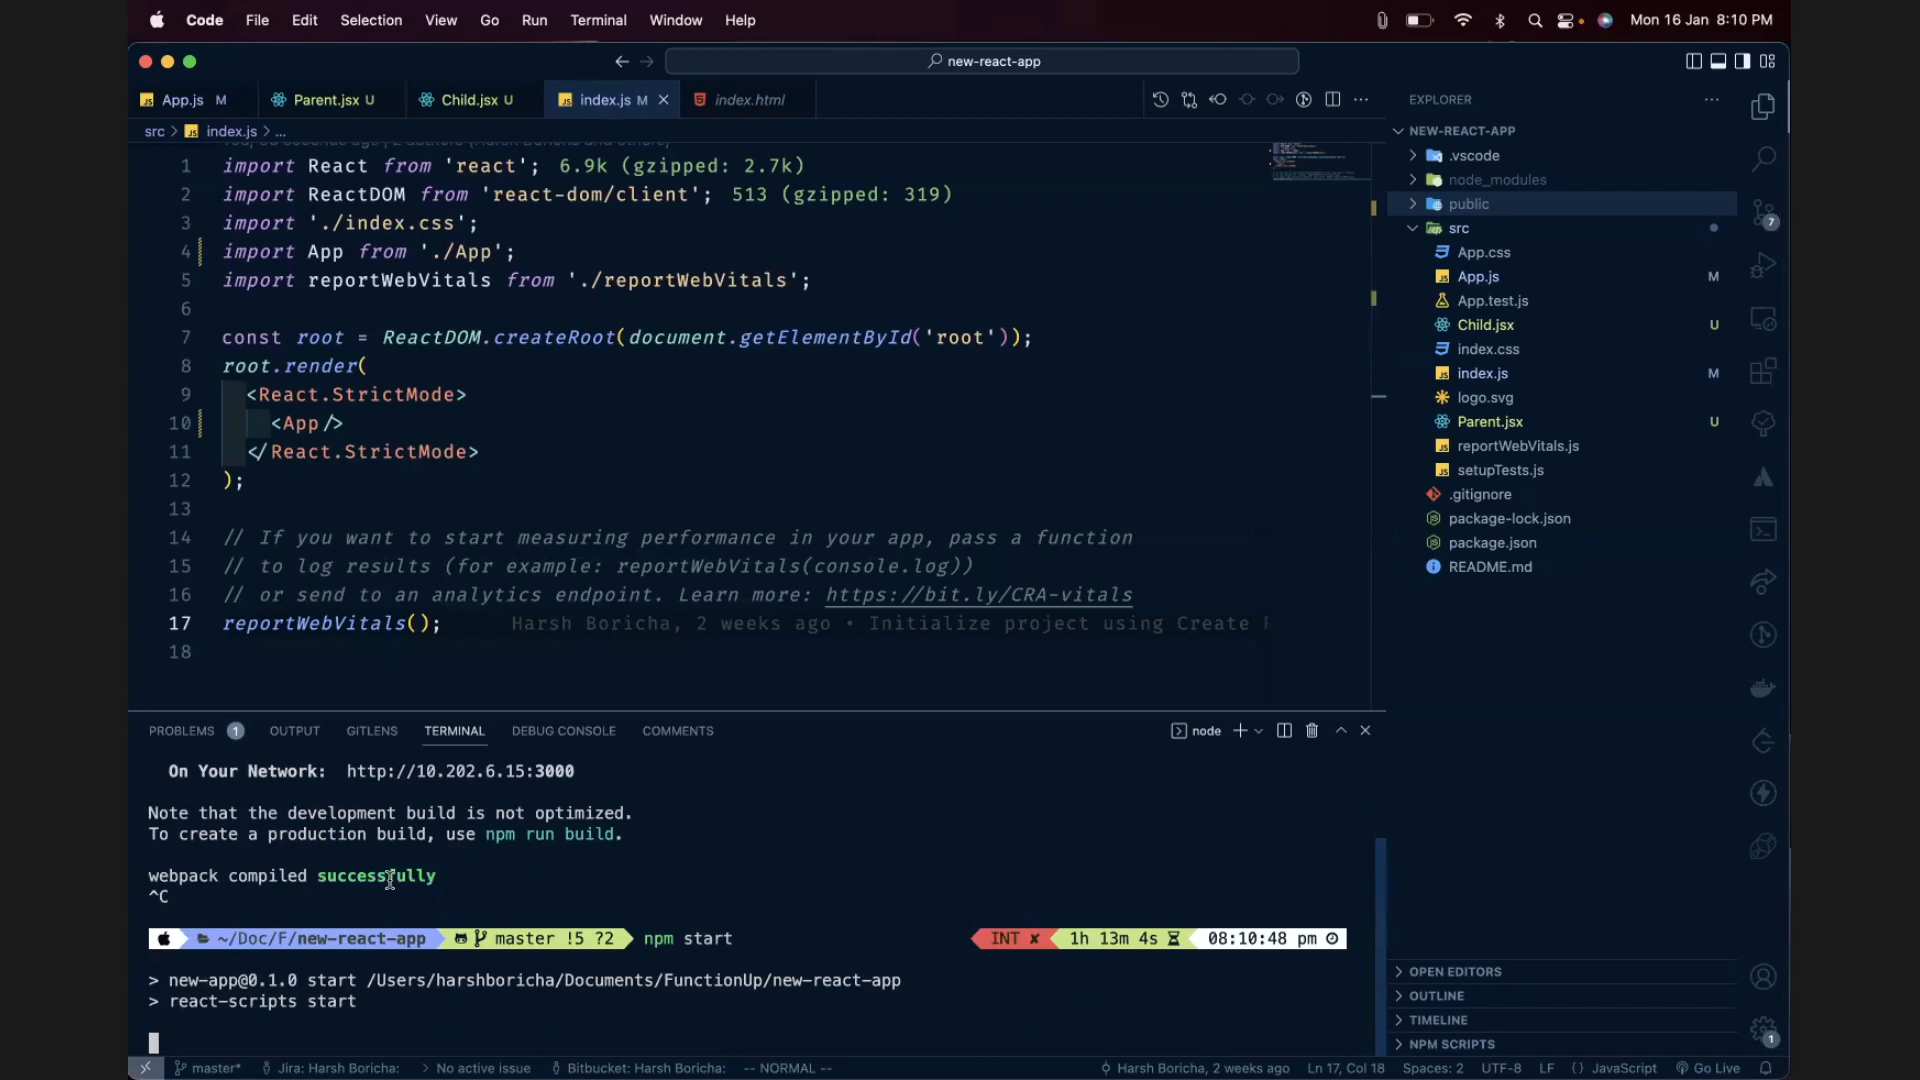 Code File Edit Selection View Go Run Terminal Window Help Mon 16 Jan 8:10 PM
new-react-app
App.js M Parent.jsx U Child.jsx U index.js M index.html
src > index.js > ...
1 import React from 'react'; 6.9k (gzipped: 2.7k)
2 import ReactDOM from 'react-dom/client'; 513 (gzipped: 319)
3 import './index.css';
4 import App from './App';
5 import reportWebVitals from './reportWebVitals';
6
7 const root = ReactDOM.createRoot(document.getElementById('root'));
8 root.render(
9 <React.StrictMode>
10 <App />
11 </React.StrictMode>
12 );
13
14 // If you want to start measuring performance in your app, pass a function
15 // to log results (for example: reportWebVitals(console.log))
16 // or send to an analytics endpoint. Learn more: https://bit.ly/CRA-vitals
17 reportWebVitals(); Harsh Boricha, 2 weeks ago • Initialize project using Create
18
EXPLORER
NEW-REACT-APP
.vscode
node_modules
public
7
src
App.css
App.js M
App.test.js
Child.jsx U
index.css
index.js M
logo.svg
Parent.jsx U
reportWebVitals.js
setupTests.js
.gitignore
package-lock.json
package.json
README.md
PROBLEMS 1 OUTPUT GITLENS TERMINAL DEBUG CONSOLE COMMENTS node
On Your Network: http://10.202.6.15:3000
Note that the development build is not optimized.
To create a production build, use npm run build.
webpack compiled successfully
^C
~/Doc/F/new-react-app master !5 ?2 npm start INT ✘ 1h 13m 4s 08:10:48 pm
> new-app@0.1.0 start /Users/harshboricha/Documents/FunctionUp/new-react-app
> react-scripts start
OPEN EDITORS
OUTLINE
TIMELINE
NPM SCRIPTS
1
master* Jira: Harsh Boricha: No active issue Bitbucket: Harsh Boricha: -- NORMAL -- Harsh Boricha, 2 weeks ago Ln 17, Col 18 Spaces: 2 UTF-8 LF {} JavaScript Go Live